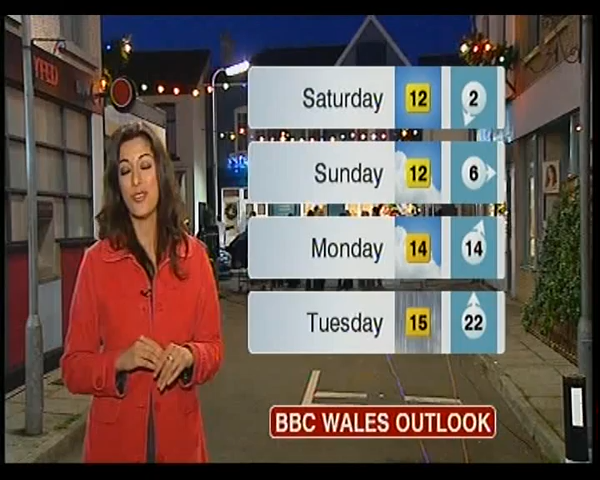 Saturday 12 2
Sunday 12 6
Monday 14 14
Tuesday 15 22
BBC WALES OUTLOOK